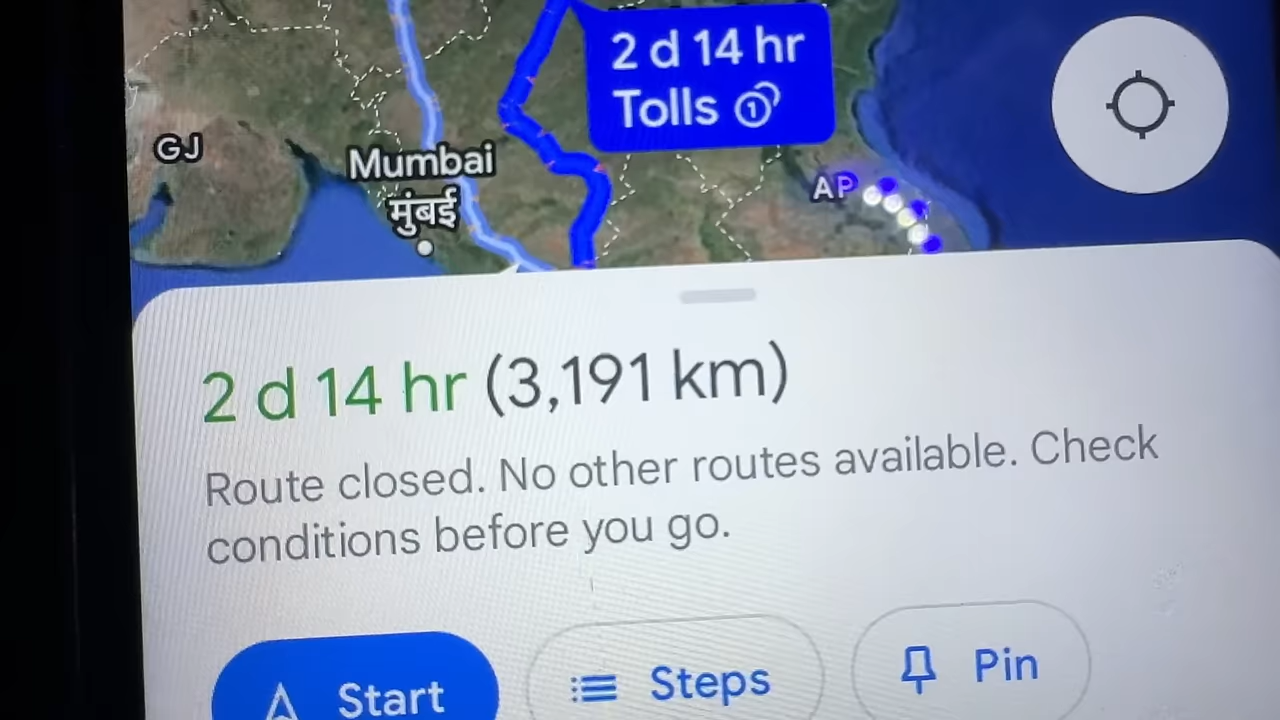 2 d 14 hr
Tolls
GJ
Mumbai
मुंबई
AP
2 d 14 hr (3,191 km)
Route closed. No other routes available. Check
conditions before you go.
Start
Steps
Pin